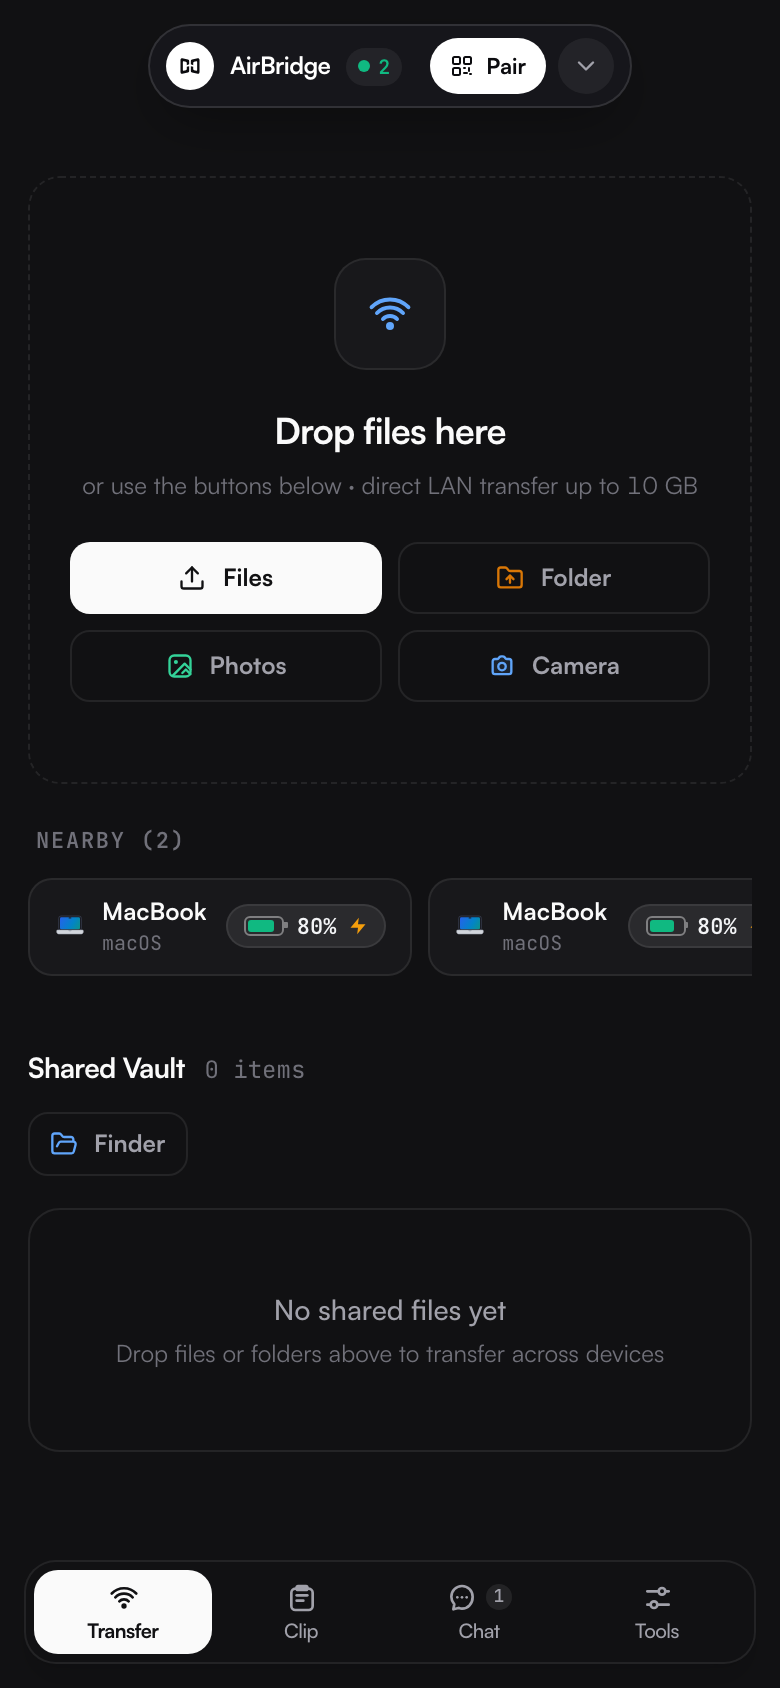 AirBridge 2 Pair
Drop files here
or use the buttons below · direct LAN transfer up to 10 GB
Files
Folder
Photos
Camera
NEARBY (2)
MacBook
macOS
80%
MacBook
macOS
80%
Shared Vault 0 items
Finder
No shared files yet
Drop files or folders above to transfer across devices
Transfer
Clip
1
Chat
Tools